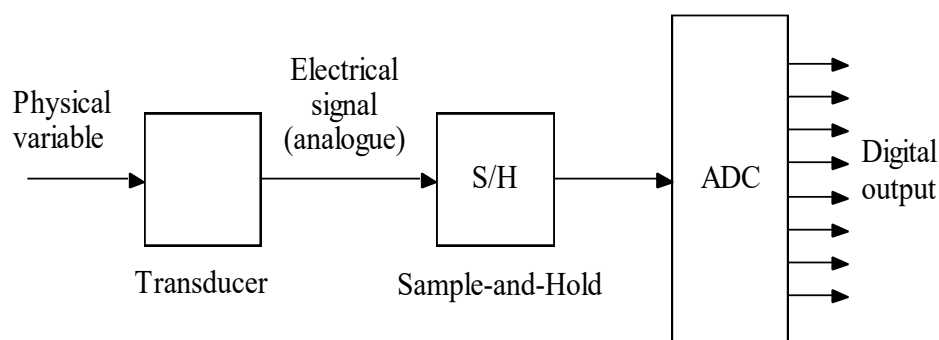 Physical
variable
Transducer
Electrical
signal
(analogue)
S/H
Sample-and-Hold
ADC
Digital
output